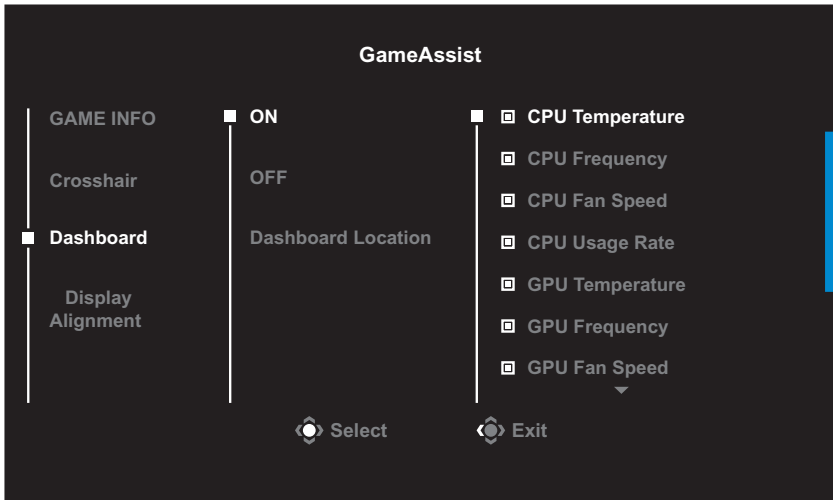 GameAssist
GAME INFO
Crosshair
Dashboard
Display
Alignment
ON
OFF
Dashboard Location
CPU Temperature
CPU Frequency
CPU Fan Speed
CPU Usage Rate
GPU Temperature
GPU Frequency
GPU Fan Speed
Select
Exit